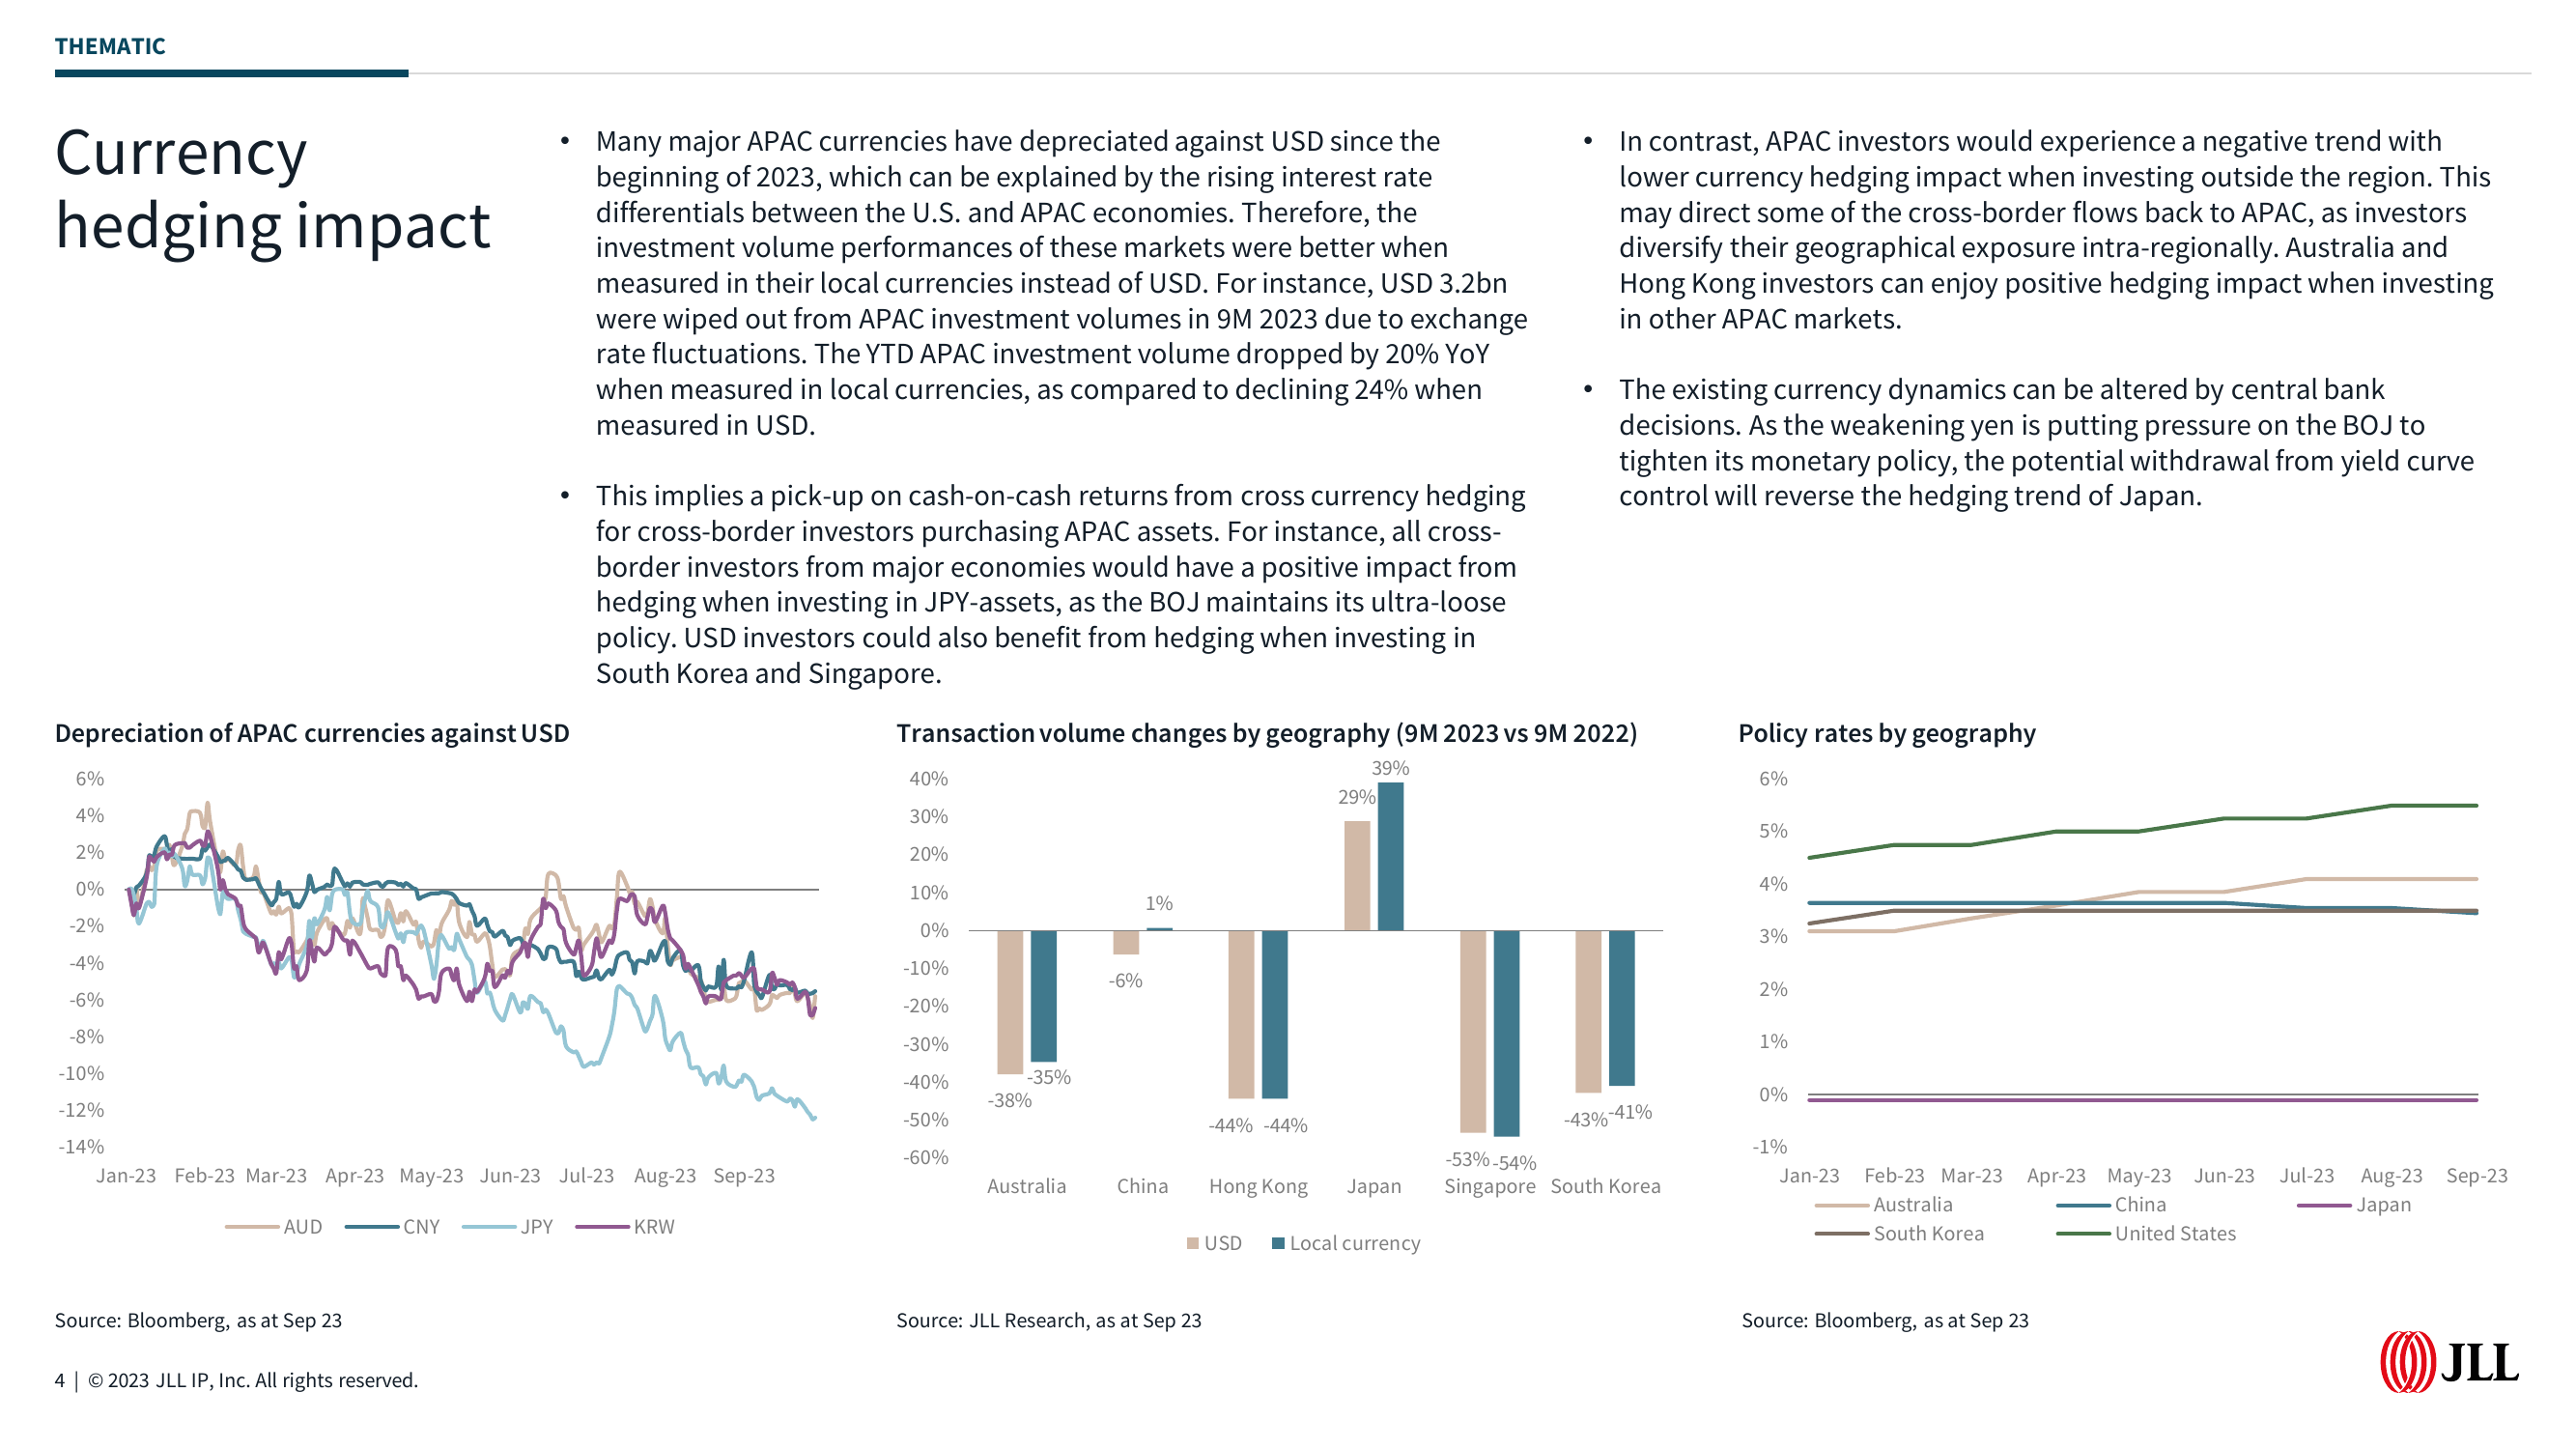 THEMATIC
Currency
hedging impact
• Many major APAC currencies have depreciated against USD since the
beginning of 2023, which can be explained by the rising interest rate
differentials between the U.S. and APAC economies. Therefore, the
investment volume performances of these markets were better when
measured in their local currencies instead of USD. For instance, USD 3.2bn
were wiped out from APAC investment volumes in 9M 2023 due to exchange
rate fluctuations. The YTD APAC investment volume dropped by 20% YoY
when measured in local currencies, as compared to declining 24% when
measured in USD.
• This implies a pick-up on cash-on-cash returns from cross currency hedging
for cross-border investors purchasing APAC assets. For instance, all cross-
border investors from major economies would have a positive impact from
hedging when investing in JPY-assets, as the BOJ maintains its ultra-loose
policy. USD investors could also benefit from hedging when investing in
South Korea and Singapore.
• In contrast, APAC investors would experience a negative trend with
lower currency hedging impact when investing outside the region. This
may direct some of the cross-border flows back to APAC, as investors
diversify their geographical exposure intra-regionally. Australia and
Hong Kong investors can enjoy positive hedging impact when investing
in other APAC markets.
• The existing currency dynamics can be altered by central bank
decisions. As the weakening yen is putting pressure on the BOJ to
tighten its monetary policy, the potential withdrawal from yield curve
control will reverse the hedging trend of Japan.
Depreciation of APAC currencies against USD
6%
4%
2%
0%
-2%
-4%
-6%
-8%
-10%
-12%
-14%
Jan-23 Feb-23 Mar-23 Apr-23 May-23 Jun-23 Jul-23 Aug-23 Sep-23
AUD CNY JPY KRW
Source: Bloomberg, as at Sep 23
Transaction volume changes by geography (9M 2023 vs 9M 2022)
40%
30%
20%
10%
0%
-10%
-20%
-30%
-40%
-50%
-60%
-38% -35%
-6% 1%
-44% -44%
29% 39%
-53% -54%
-43% -41%
Australia China Hong Kong Japan Singapore South Korea
USD Local currency
Source: JLL Research, as at Sep 23
Policy rates by geography
6%
5%
4%
3%
2%
1%
0%
-1%
Jan-23 Feb-23 Mar-23 Apr-23 May-23 Jun-23 Jul-23 Aug-23 Sep-23
Australia China Japan
South Korea United States
Source: Bloomberg, as at Sep 23
4 | © 2023 JLL IP, Inc. All rights reserved.
JLL